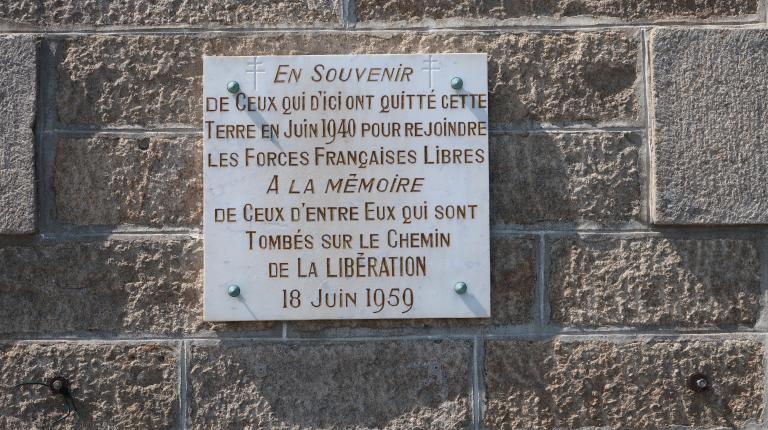 En Souvenir
de Ceux qui d'ici ont quitté cette
Terre en Juin 1940 pour rejoindre
les Forces Françaises Libres
A la mémoire
de Ceux d'entre Eux qui sont
Tombés sur le Chemin
de La LIBÉRATION
18 Juin 1959